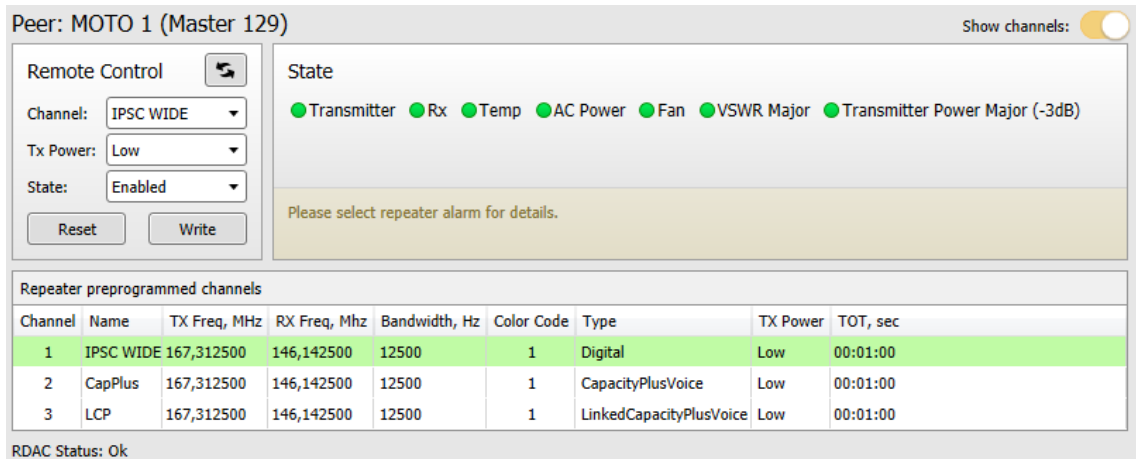 Peer: MOTO 1 (Master 129)
Show channels:
Remote Control
Channel: IPSC WIDE
Tx Power: Low
State: Enabled
Reset Write
State
Transmitter Rx Temp AC Power Fan VSWR Major Transmitter Power Major (-3dB)
Please select repeater alarm for details.
Repeater preprogrammed channels
Channel Name TX Freq, MHz RX Freq, Mhz Bandwidth, Hz Color Code Type TX Power TOT, sec
1 IPSC WIDE 167,312500 146,142500 12500 1 Digital Low 00:01:00
2 CapPlus 167,312500 146,142500 12500 1 CapacityPlusVoice Low 00:01:00
3 LCP 167,312500 146,142500 12500 1 LinkedCapacityPlusVoice Low 00:01:00
RDAC Status: Ok